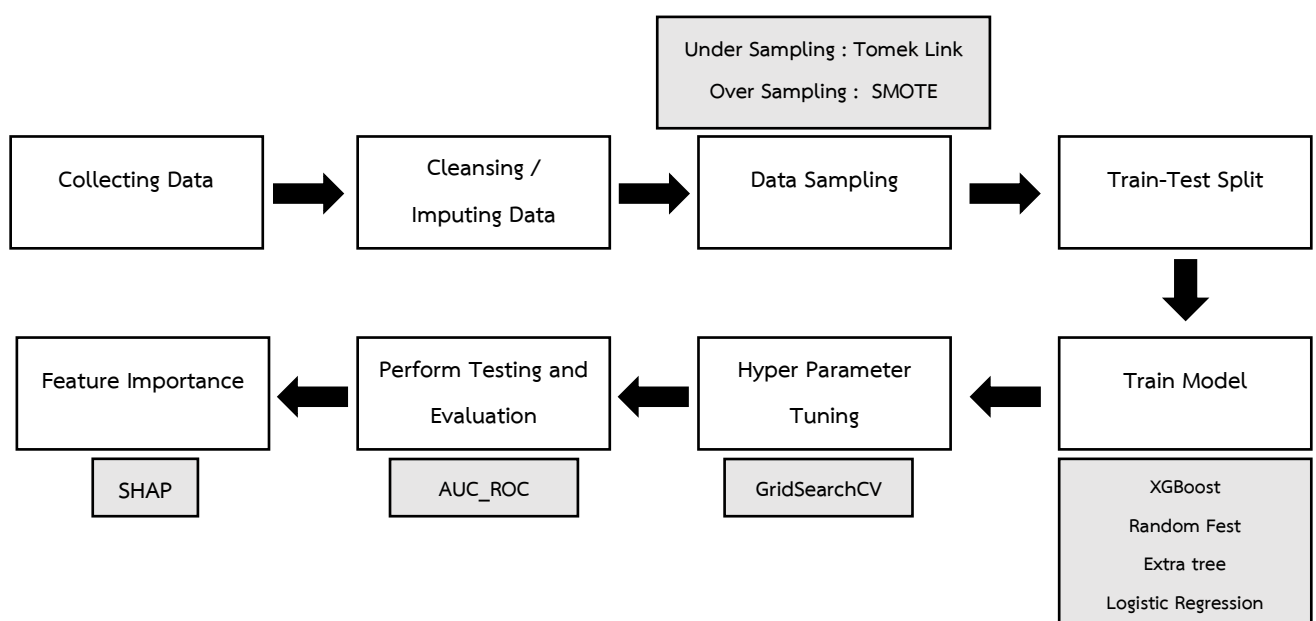 Under Sampling : Tomek Link
Over Sampling : SMOTE
Collecting Data
Cleansing /
Imputing Data
Data Sampling
Train-Test Split
Feature Importance
Perform Testing and
Evaluation
Hyper Parameter
Tuning
Train Model
SHAP
AUC_ROC
GridSearchCV
XGBoost
Random Fest
Extra tree
Logistic Regression